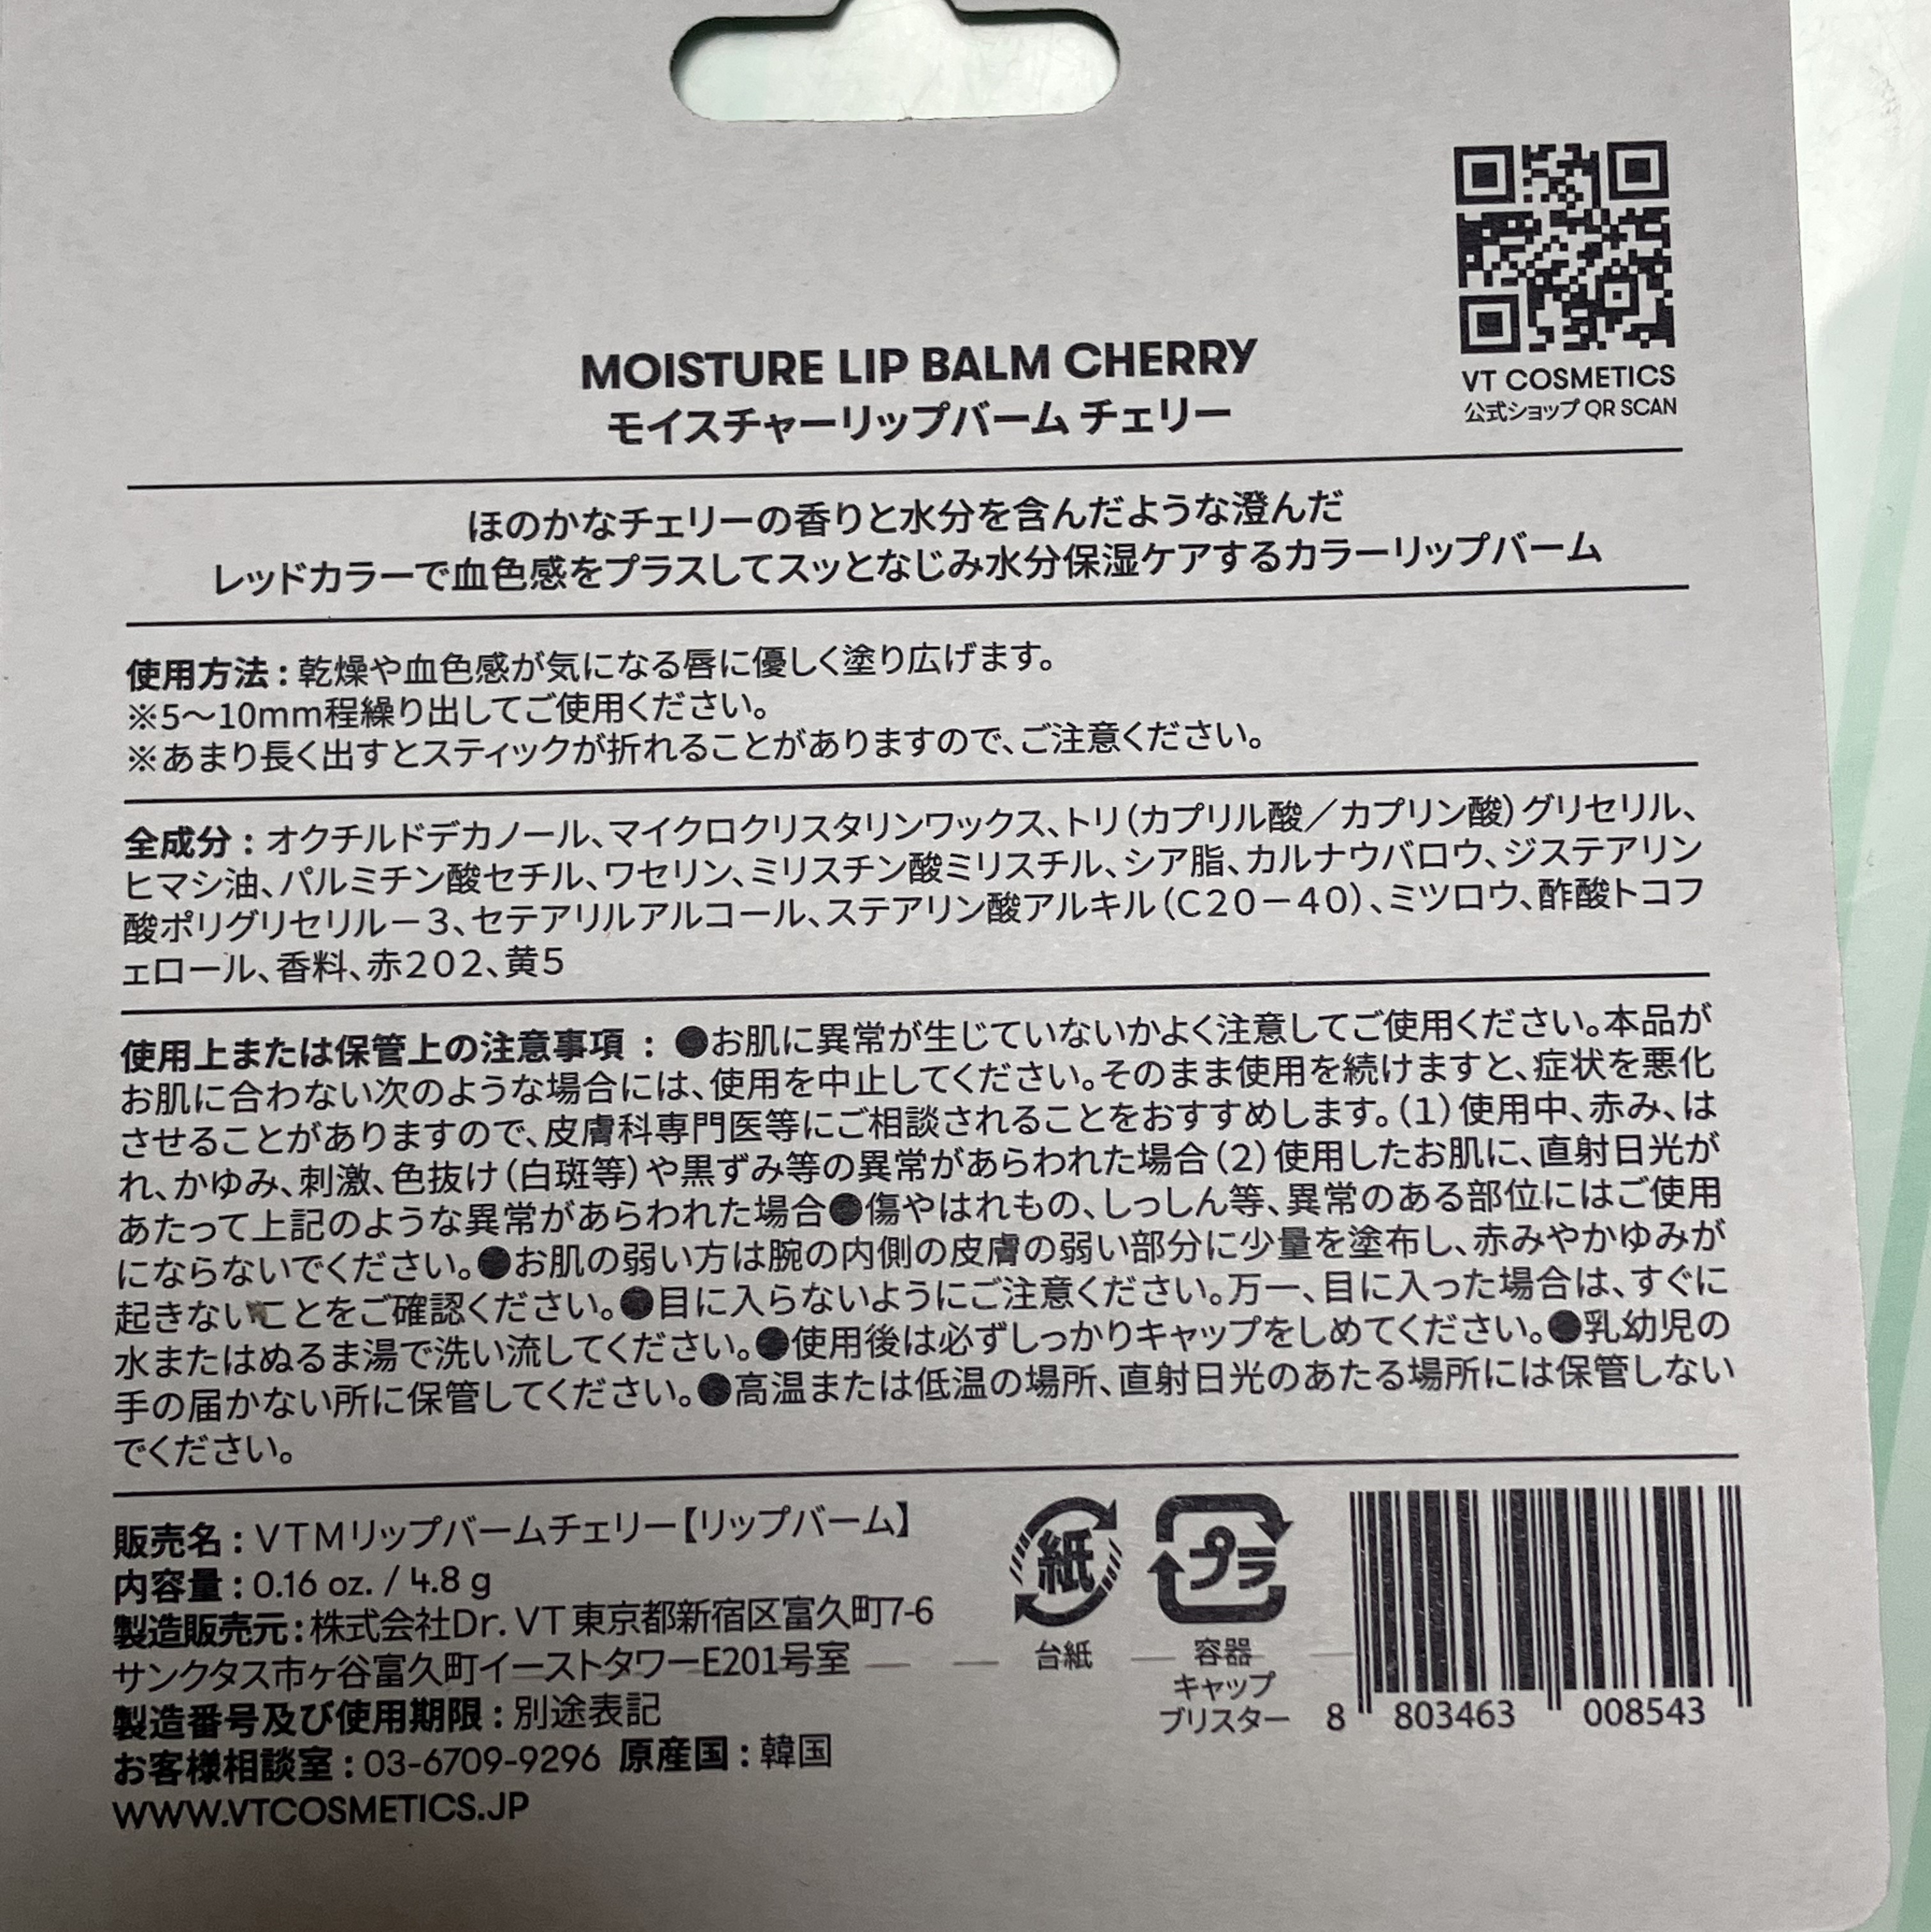 VT COSMETICS
公式ショップ QR SCAN
MOISTURE LIP BALM CHERRY
モイスチャーリップバーム チェリー
ほのかなチェリーの香りと水分を含んだような澄んだ
レッドカラーで血色感をプラスしてスッとなじみ水分保湿ケアするカラーリップバーム
使用方法 : 乾燥や血色感が気になる唇に優しく塗り広げます。
※5〜10mm程繰り出してご使用ください。
※あまり長く出すとスティックが折れることがありますので、ご注意ください。
全成分 : オクチルドデカノール、マイクロクリスタリンワックス、トリ（カプリル酸／カプリン酸）グリセリル、
ヒマシ油、パルミチン酸セチル、ワセリン、ミリスチン酸ミリスチル、シア脂、カルナウバロウ、ジステアリン
酸ポリグリセリル－３、セテアリルアルコール、ステアリン酸アルキル（C２０－４０）、ミツロウ、酢酸トコフ
ェロール、香料、赤２０２、黄５
使用上または保管上の注意事項 : ●お肌に異常が生じていないかよく注意してご使用ください。本品が
お肌に合わない次のような場合には、使用を中止してください。そのまま使用を続けますと、症状を悪化
させることがありますので、皮膚科専門医等にご相談されることをおすすめします。（1）使用中、赤み、は
れ、かゆみ、刺激、色抜け（白斑等）や黒ずみ等の異常があらわれた場合（2）使用したお肌に、直射日光が
あたって上記のような異常があらわれた場合●傷やはれもの、しっしん等、異常のある部位にはご使用
にならないでください。●お肌の弱い方は腕の内側の皮膚の弱い部分に少量を塗布し、赤みやかゆみが
起きないことをご確認ください。●目に入らないようにご注意ください。万一、目に入った場合は、すぐに
水またはぬるま湯で洗い流してください。●使用後は必ずしっかりキャップをしめてください。●乳幼児の
手の届かない所に保管してください。●高温または低温の場所、直射日光のあたる場所には保管しない
でください。
販売名 : ＶＴＭリップバームチェリー【リップバーム】
内容量 : 0.16 oz. / 4.8 g
製造販売元 : 株式会社Dr. VT 東京都新宿区富久町7-6
サンクタス市ヶ谷富久町イーストタワーE201号室
製造番号及び使用期限 : 別途表記
お客様相談室 : 03-6709-9296 原産国 : 韓国
WWW.VTCOSMETICS.JP
紙
台紙
プラ
容器
キャップ
ブリスター
8 803463 008543